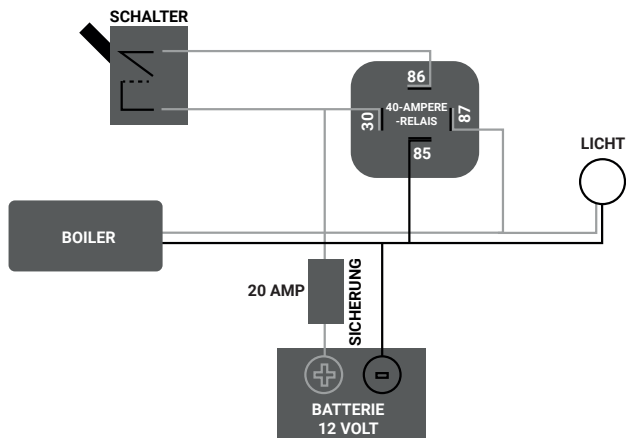 SCHALTER
86
40-AMPERE
-RELAIS
30
87
85
LICHT
BOILER
20 AMP
SICHERUNG
BATTERIE
12 VOLT